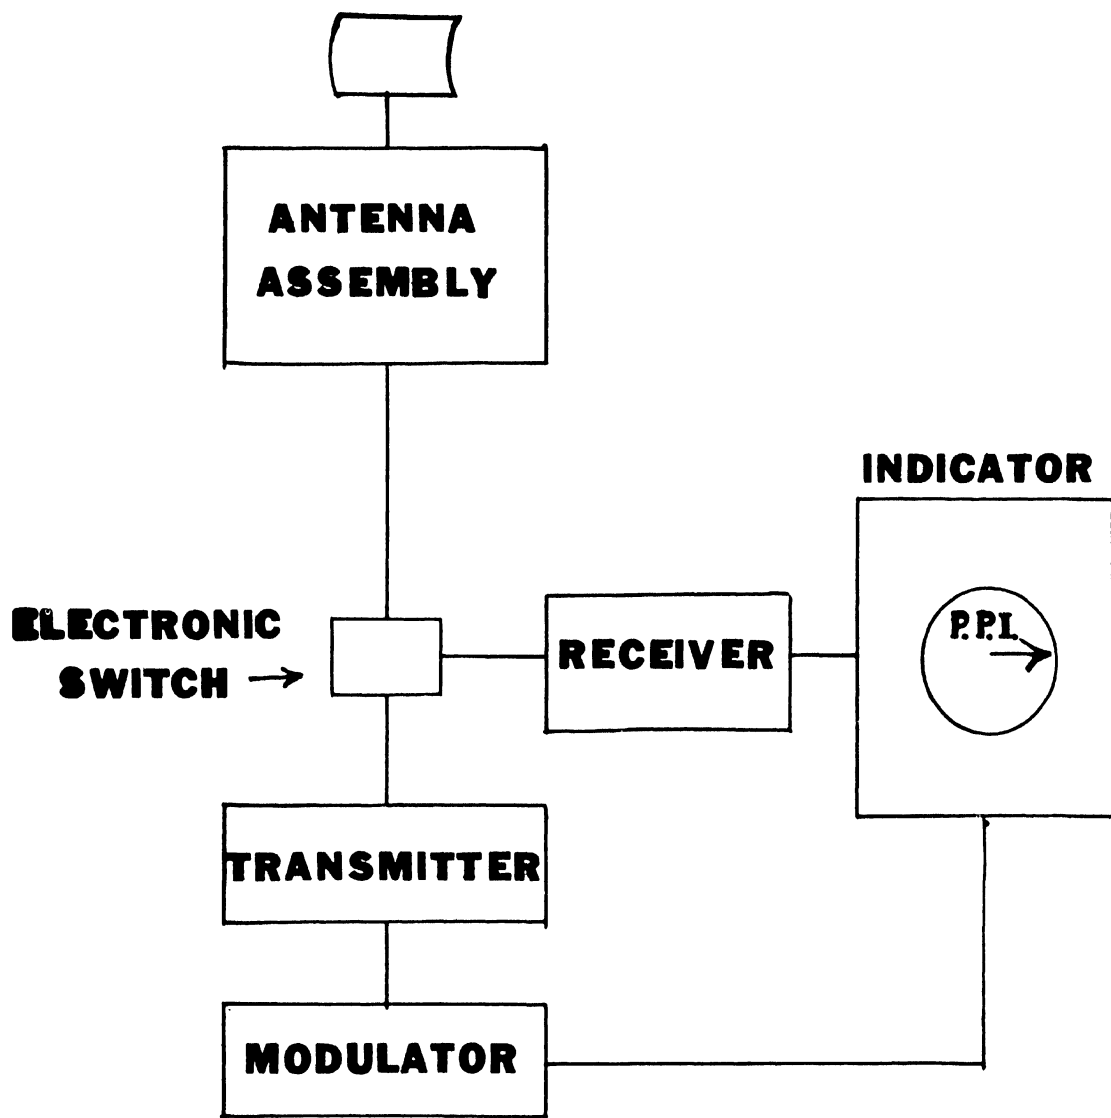 ANTENNA
ASSEMBLY
INDICATOR
P.P.I.
ELECTRONIC
SWITCH
RECEIVER
TRANSMITTER
MODULATOR